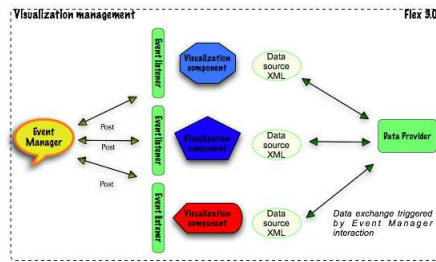 Visualization management
Flex 3.0
Event listener
Visualization
component
Data
source
XML
Post
Event
Manager
Post
Event listener
Visualization
component
Data
source
XML
Data Provider
Post
Event listener
Visualization
component
Data
source
XML
Data exchange triggered
by Event Manager
interaction